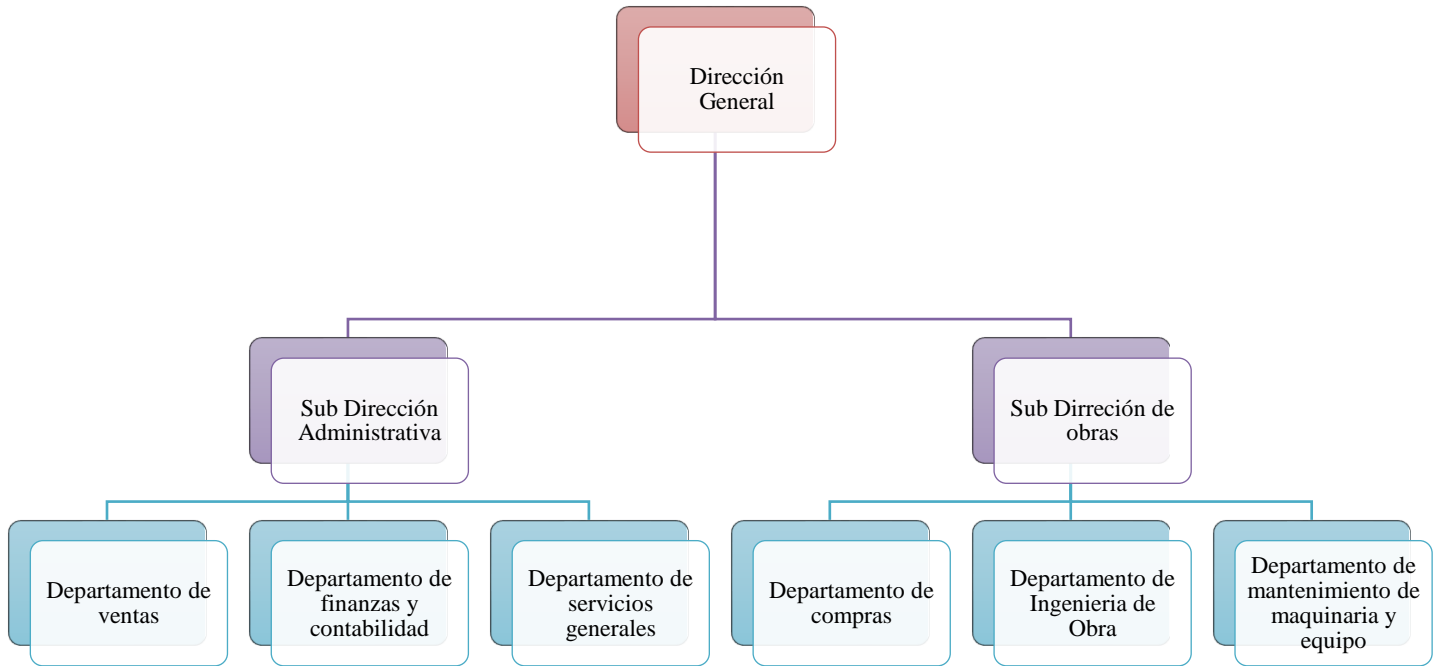 Dirección
General
Sub Dirección
Administrativa
Sub Dirreción de
obras
Departamento de
ventas
Departamento de
finanzas y
contabilidad
Departamento de
servicios
generales
Departamento de
compras
Departamento de
Ingenieria de
Obra
Departamento de
mantenimiento de
maquinaria y
equipo